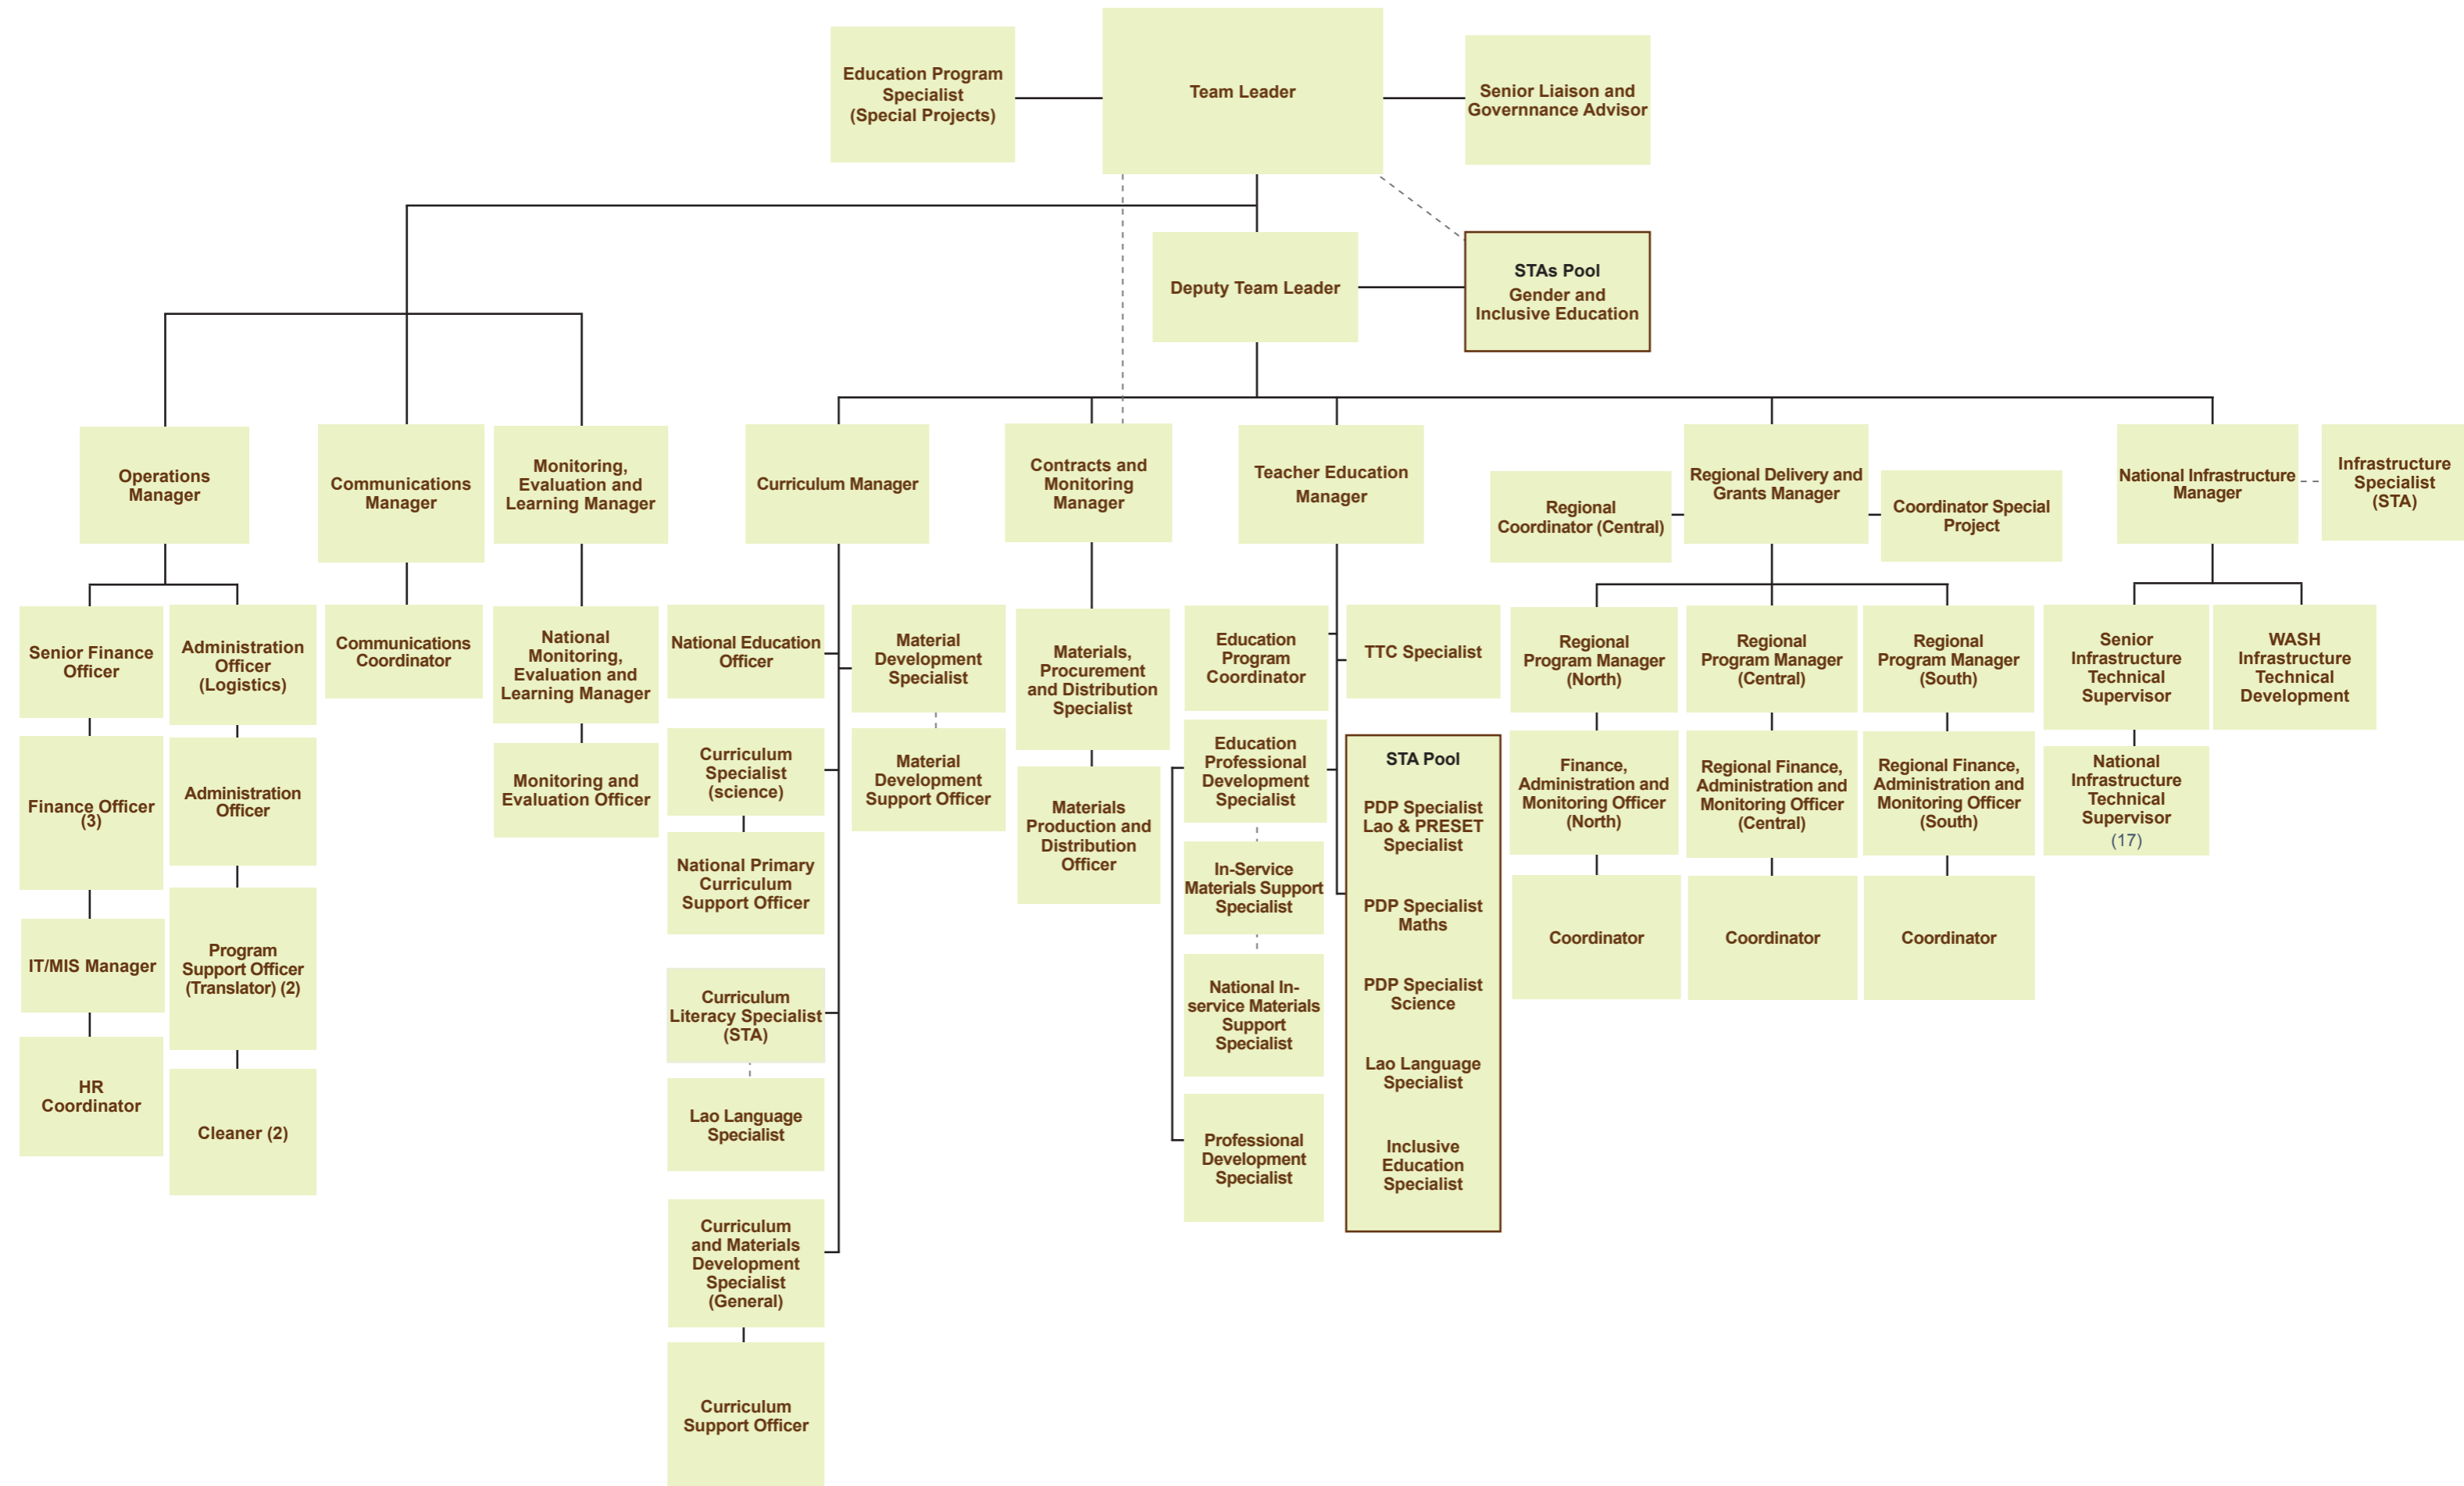 Education Program
Specialist
(Special Projects)
Team Leader
Senior Liaison and
Governnance Advisor
Deputy Team Leader
STAs Pool
Gender and
Inclusive Education
Operations
Manager
Communications
Manager
Monitoring,
Evaluation and
Learning Manager
Curriculum Manager
Contracts and
Monitoring
Manager
Teacher Education
Manager
Regional
Coordinator (Central)
Regional Delivery and
Grants Manager
Coordinator Special
Project
National Infrastructure
Manager
Infrastructure
Specialist
(STA)
Senior Finance
Officer
Finance Officer
(3)
IT/MIS Manager
HR
Coordinator
Administration
Officer
(Logistics)
Administration
Officer
Program
Support Officer
(Translator) (2)
Cleaner (2)
Communications
Coordinator
National
Monitoring,
Evaluation and
Learning Manager
Monitoring and
Evaluation Officer
National Education
Officer
Curriculum
Specialist
(science)
National Primary
Curriculum
Support Officer
Curriculum
Literacy Specialist
(STA)
Lao Language
Specialist
Curriculum
and Materials
Development
Specialist
(General)
Curriculum
Support Officer
Material
Development
Specialist
Material
Development
Support Officer
Materials,
Procurement
and Distribution
Specialist
Materials
Production and
Distribution
Officer
Education
Program
Coordinator
Education
Professional
Development
Specialist
In-Service
Materials Support
Specialist
National In-
service Materials
Support
Specialist
Professional
Development
Specialist
TTC Specialist
STA Pool
PDP Specialist
Lao & PRESET
Specialist
PDP Specialist
Maths
PDP Specialist
Science
Lao Language
Specialist
Inclusive
Education
Specialist
Regional
Program Manager
(North)
Finance,
Administration and
Monitoring Officer
(North)
Coordinator
Regional
Program Manager
(Central)
Regional Finance,
Administration and
Monitoring Officer
(Central)
Coordinator
Regional
Program Manager
(South)
Regional Finance,
Administration and
Monitoring Officer
(South)
Coordinator
Senior
Infrastructure
Technical
Supervisor
National
Infrastructure
Technical
Supervisor
(17)
WASH
Infrastructure
Technical
Development